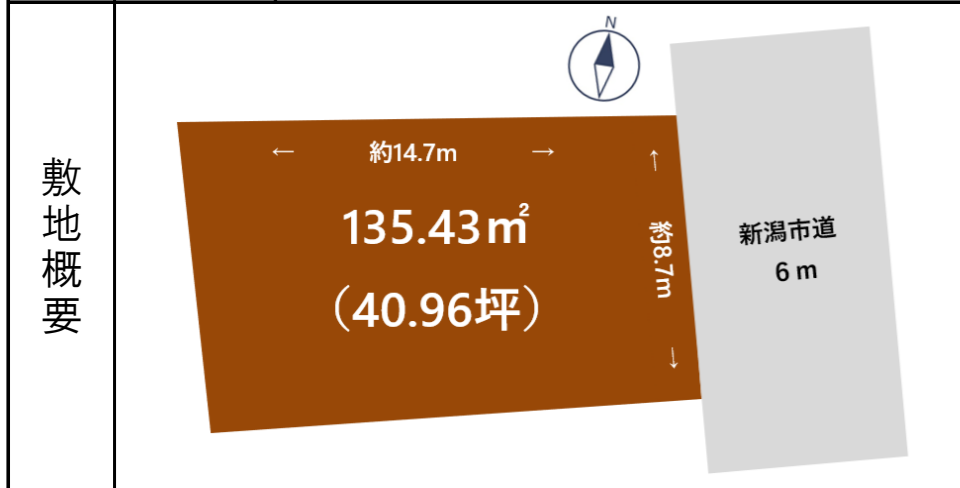 敷地概要
N
← 約14.7m →
135.43㎡
（40.96坪）
↑ 約8.7m ↓
新潟市道
6ｍ